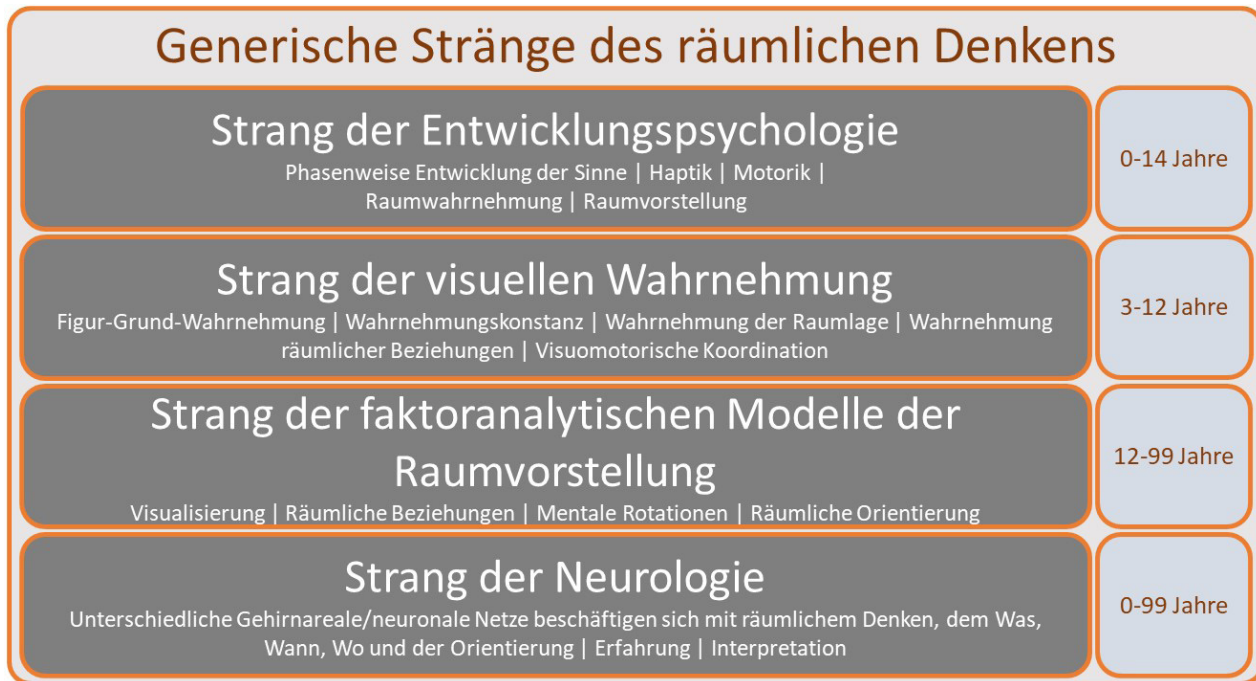 Generische Stränge des räumlichen Denkens
Strang der Entwicklungspsychologie
Phasenweise Entwicklung der Sinne | Haptik | Motorik |
Raumwahrnehmung | Raumvorstellung
0-14 Jahre
Strang der visuellen Wahrnehmung
Figur-Grund-Wahrnehmung | Wahrnehmungskonstanz | Wahrnehmung der Raumlage | Wahrnehmung
räumlicher Beziehungen | Visuomotorische Koordination
3-12 Jahre
Strang der faktoranalytischen Modelle der
Raumvorstellung
Visualisierung | Räumliche Beziehungen | Mentale Rotationen | Räumliche Orientierung
12-99 Jahre
Strang der Neurologie
Unterschiedliche Gehirnareale/neuronale Netze beschäftigen sich mit räumlichem Denken, dem Was,
Wann, Wo und der Orientierung | Erfahrung | Interpretation
0-99 Jahre